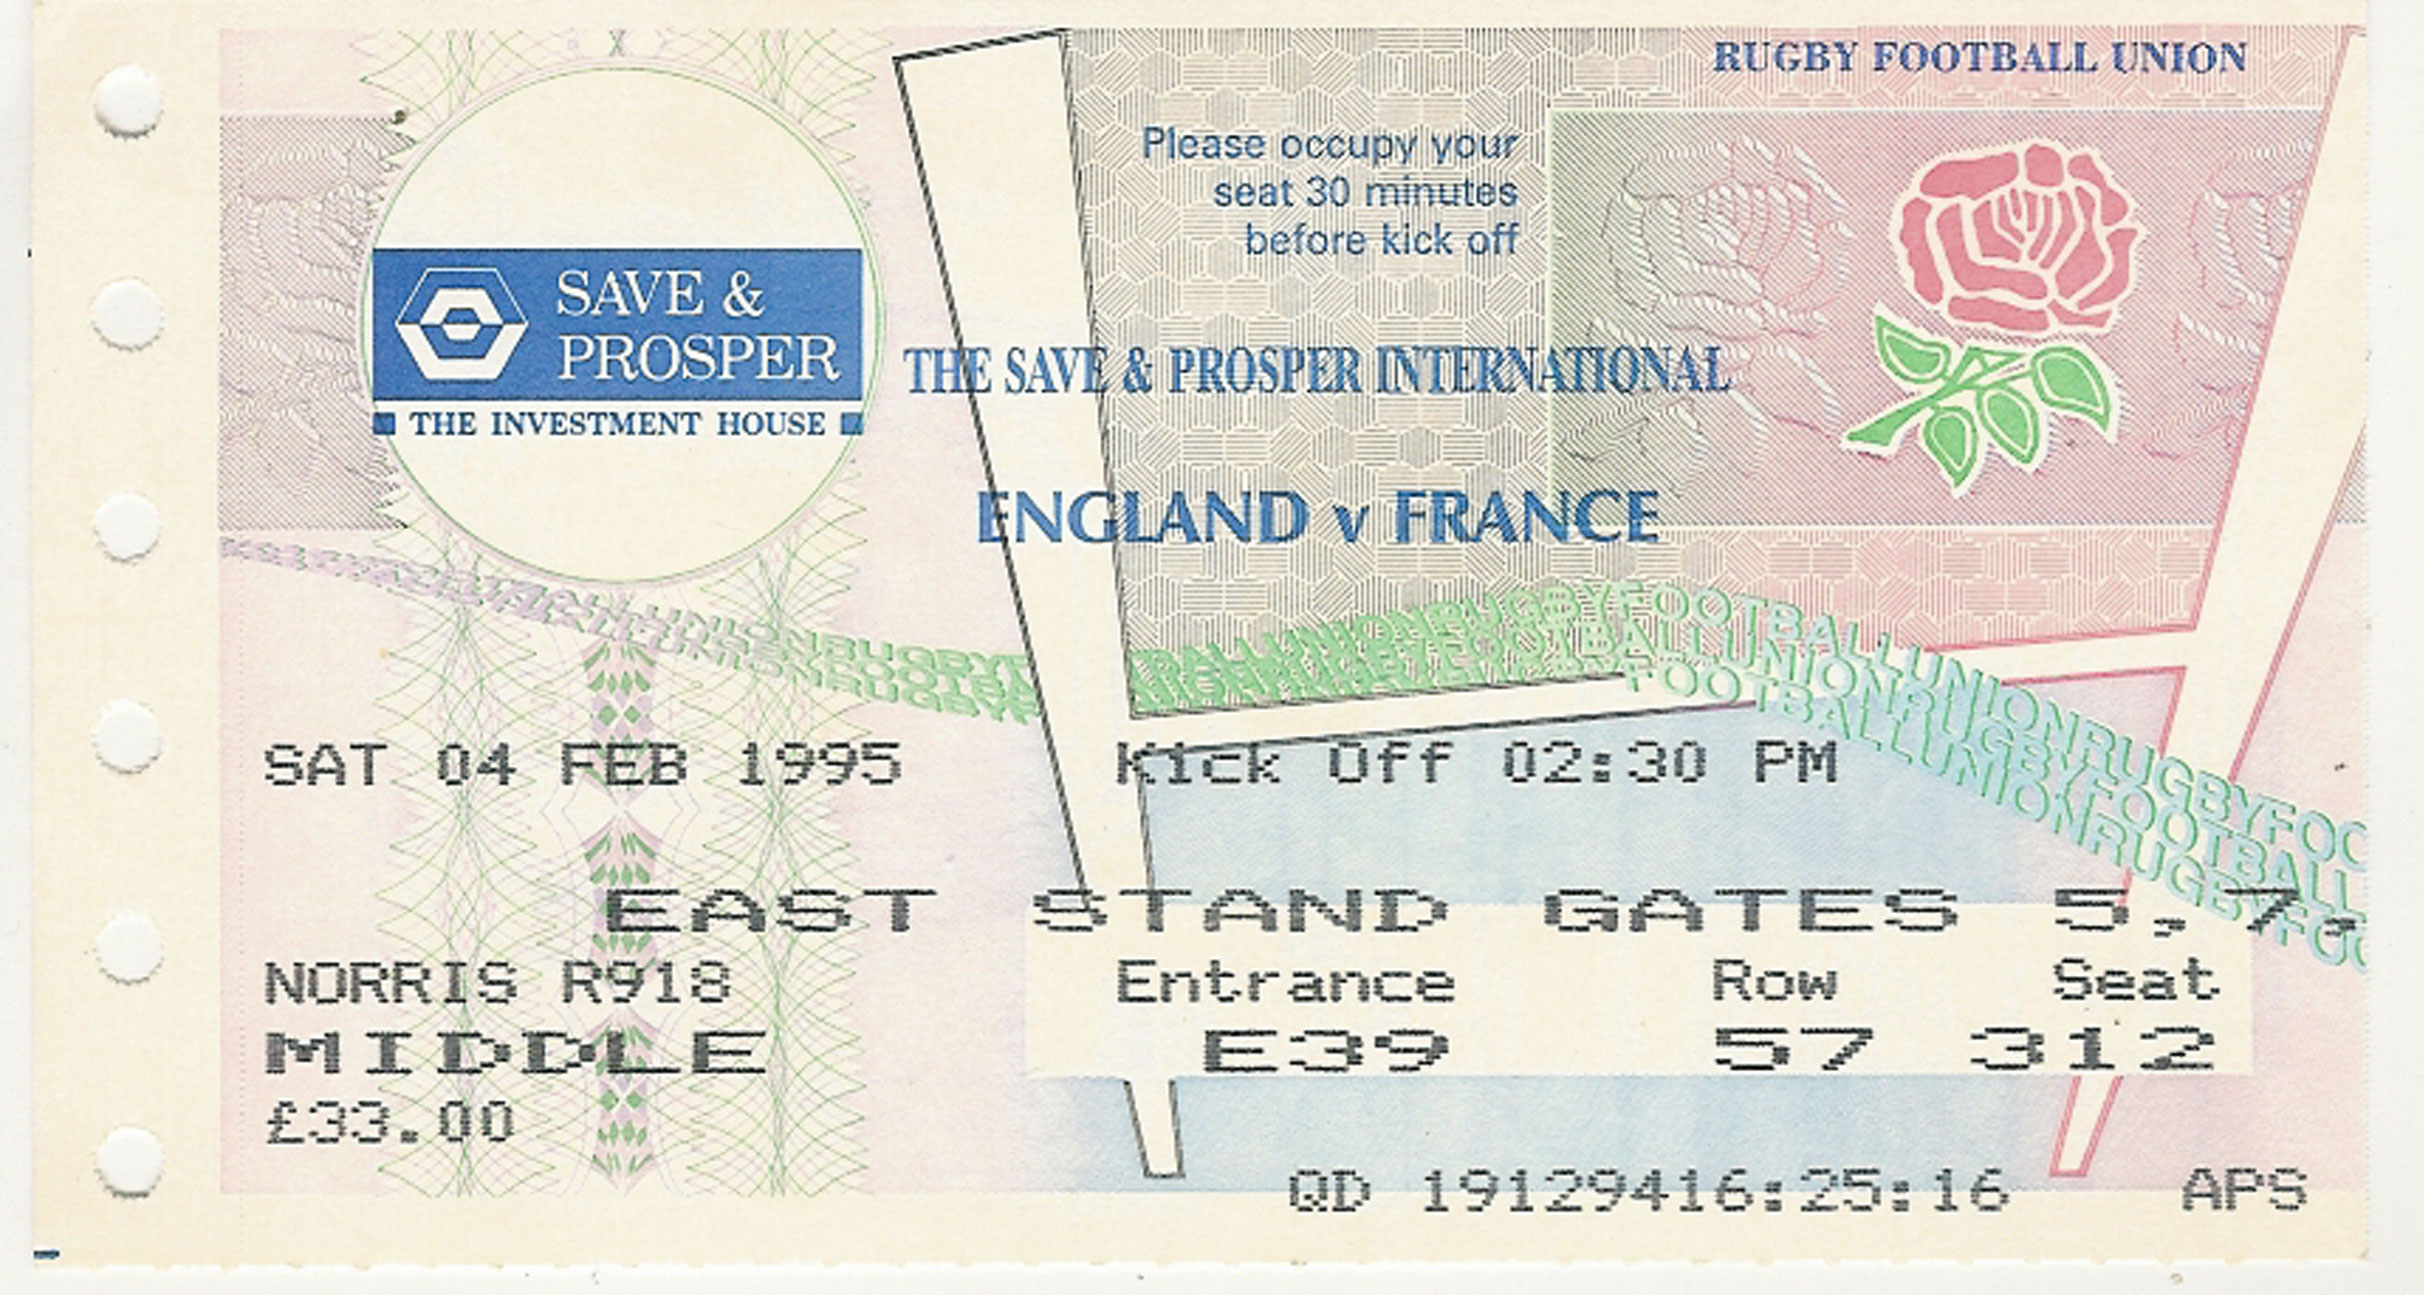 RUGBY FOOTBALL UNION
Please occupy your
seat 30 minutes
before kick off
SAVE &
PROSPER
THE INVESTMENT HOUSE
THE SAVE & PROSPER INTERNATIONAL
ENGLAND v FRANCE
SAT 04 FEB 1995 Kick Off 02:30 PM
EAST STAND GATES 5,7,
NORRIS R918 Entrance Row Seat
MIDDLE E39 57 312
£33.00
QD 19129416:25:16 APS